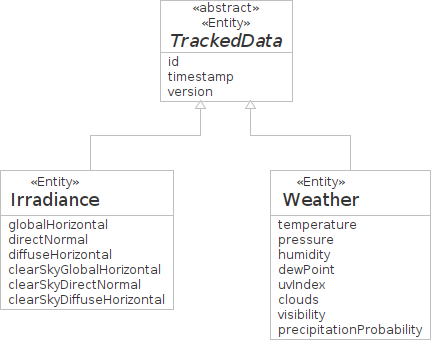 «abstract»
«Entity»
TrackedData
id
timestamp
version
«Entity»
Irradiance
globalHorizontal
directNormal
diffuseHorizontal
clearSkyGlobalHorizontal
clearSkyDirectNormal
clearSkyDiffuseHorizontal
«Entity»
Weather
temperature
pressure
humidity
dewPoint
uvIndex
clouds
visibility
precipitationProbability